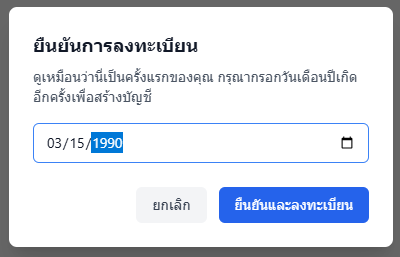 ยืนยันการลงทะเบียน
ดูเหมือนว่านี่เป็นครั้งแรกของคุณ กรุณากรอกวันเดือนปีเกิด
อีกครั้งเพื่อสร้างบัญชี
03/15/1990
ยกเลิก
ยืนยันและลงทะเบียน